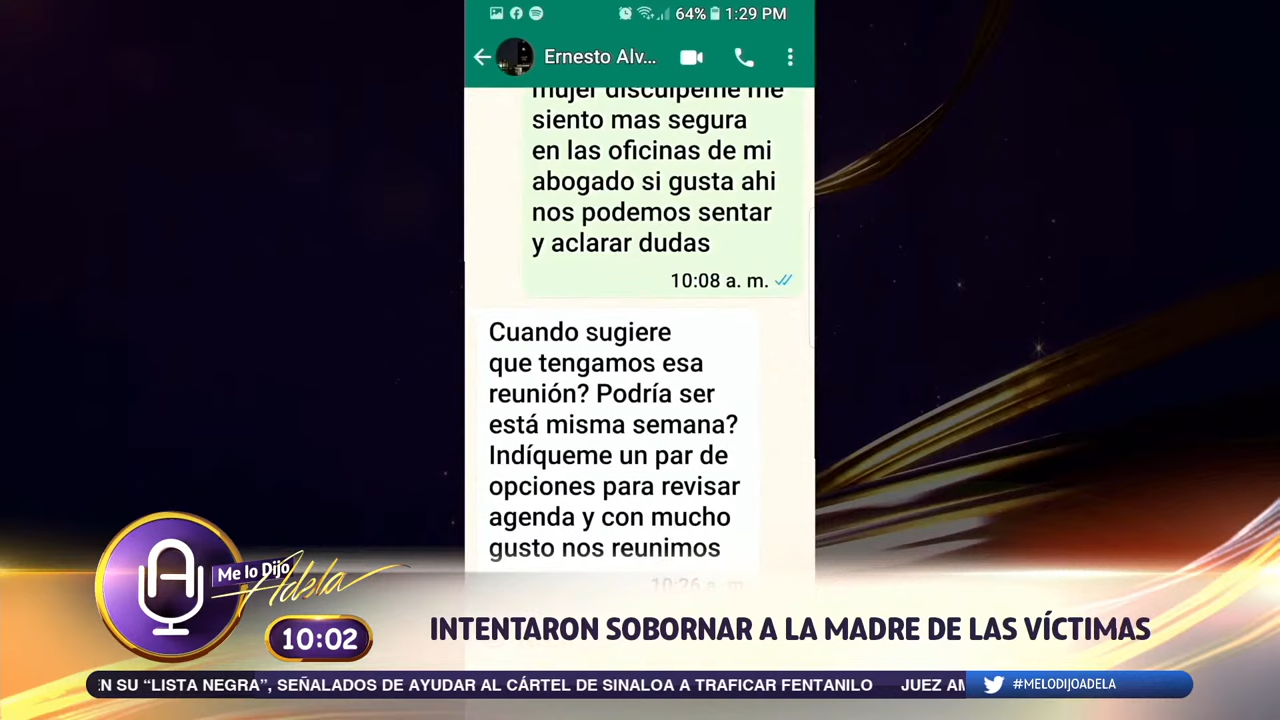 64% 1:29 PM
Ernesto Alv...
mujer discúlpeme me
siento mas segura
en las oficinas de mi
abogado si gusta ahi
nos podemos sentar
y aclarar dudas
10:08 a. m.
Cuando sugiere
que tengamos esa
reunión? Podría ser
está misma semana?
Indíqueme un par de
opciones para revisar
agenda y con mucho
gusto nos reunimos
10:26 a. m.
Me lo Dijo
Adela
10:02
INTENTARON SOBORNAR A LA MADRE DE LAS VÍCTIMAS
EN SU “LISTA NEGRA”, SEÑALADOS DE AYUDAR AL CÁRTEL DE SINALOA A TRAFICAR FENTANILO JUEZ AM
#MELODIJOADELA